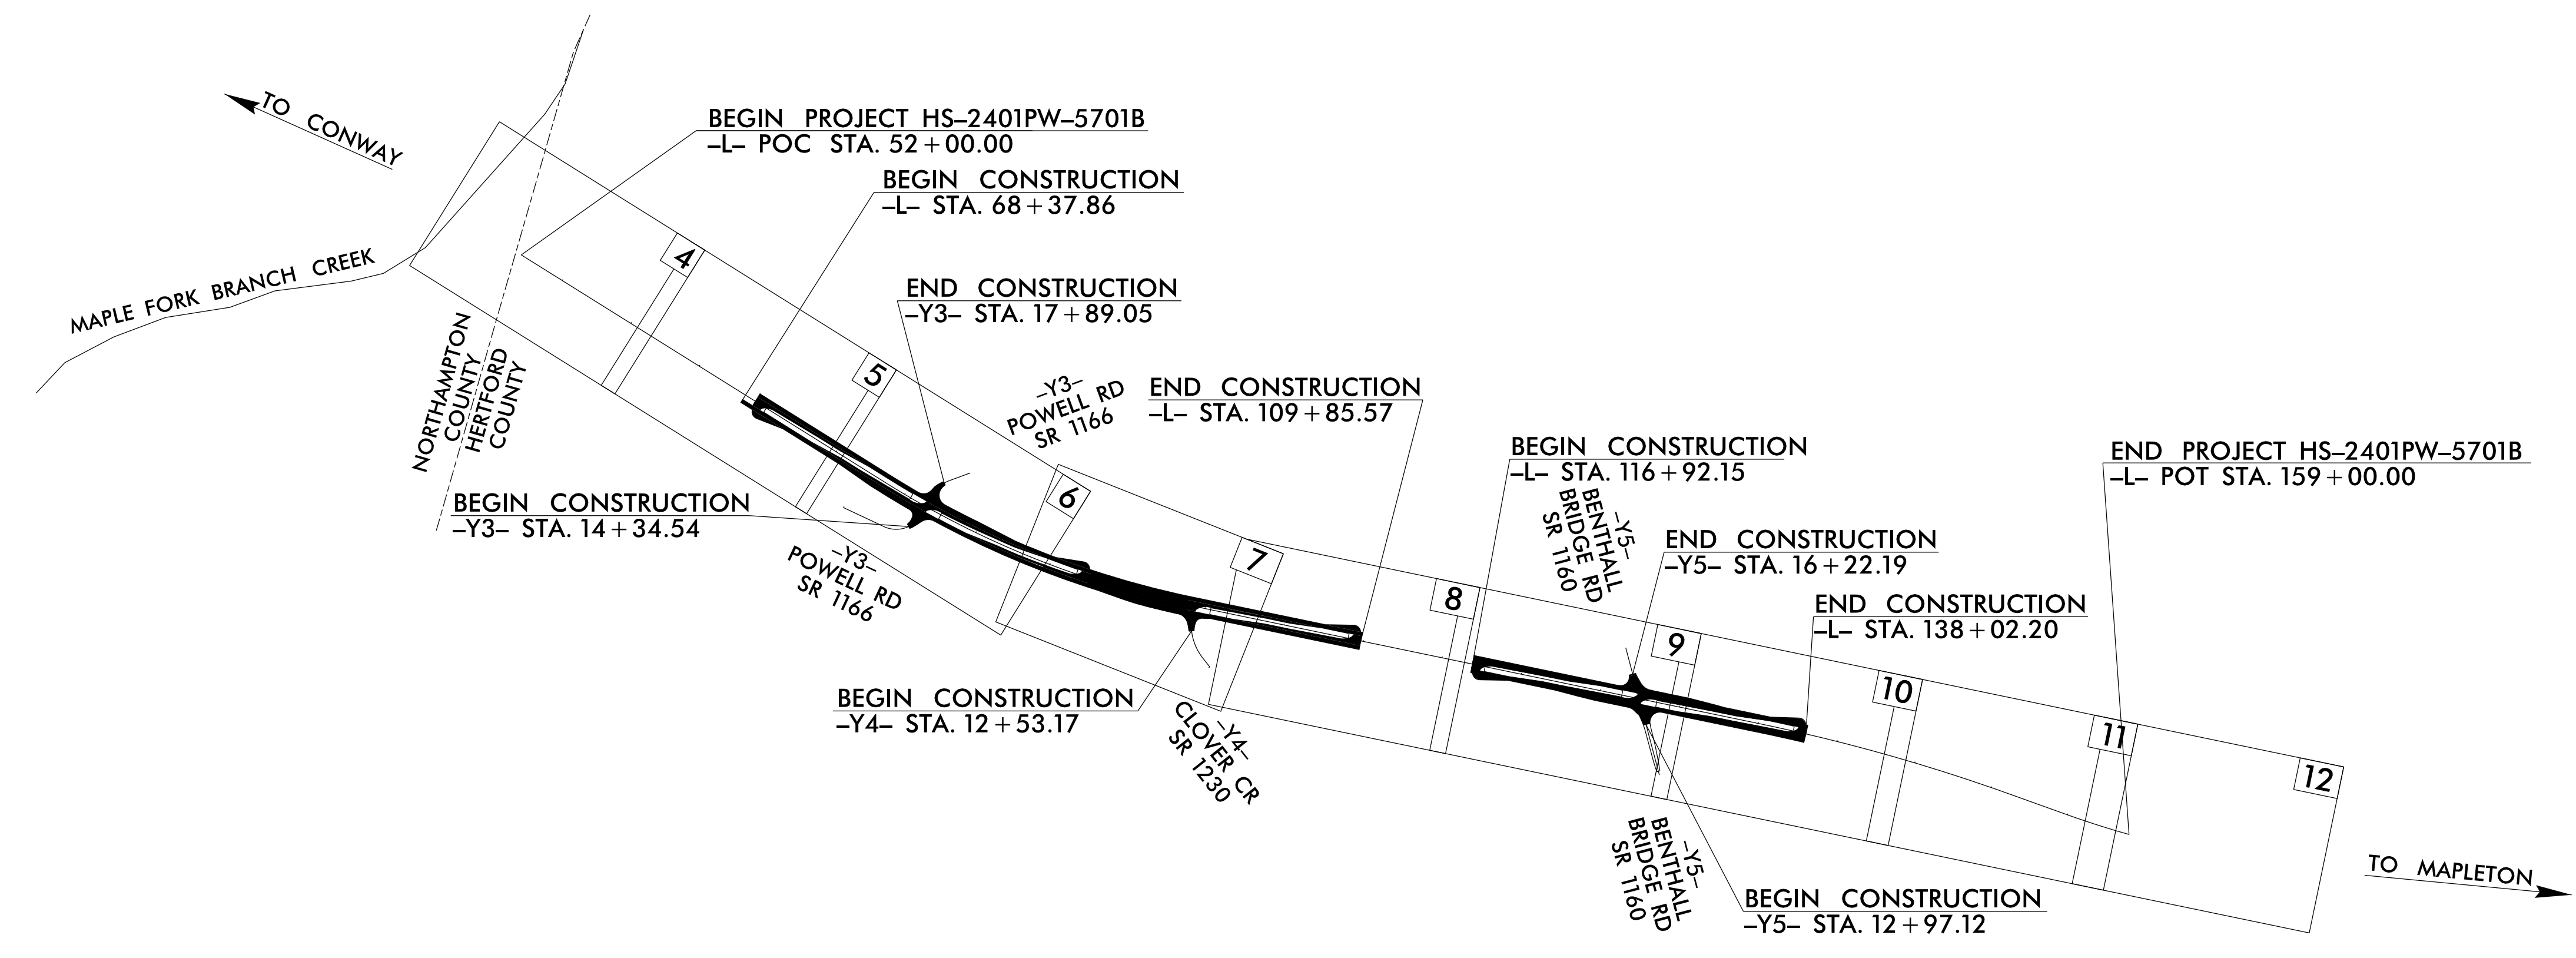 TO CONWAY
BEGIN PROJECT HS–2401PW–5701B
–L– POC STA. 52+00.00
BEGIN CONSTRUCTION
–L– STA. 68+37.86
MAPLE FORK BRANCH CREEK
4
END CONSTRUCTION
–Y3– STA. 17+89.05
NORTHAMPTON
COUNTY
HERTFORD
COUNTY
5
–Y3–
POWELL RD
SR 1166
END CONSTRUCTION
–L– STA. 109+85.57
BEGIN CONSTRUCTION
–L– STA. 116+92.15
END PROJECT HS–2401PW–5701B
–L– POT STA. 159+00.00
BEGIN CONSTRUCTION
–Y3– STA. 14+34.54
6
–Y5–
BENTHALL
BRIDGE RD
SR 1160
END CONSTRUCTION
–Y5– STA. 16+22.19
–Y3–
POWELL RD
SR 1166
7
8
END CONSTRUCTION
–L– STA. 138+02.20
9
BEGIN CONSTRUCTION
–Y4– STA. 12+53.17
–Y4–
CLOVER CR
SR 1230
10
11
12
–Y5–
BENTHALL
BRIDGE RD
SR 1160
TO MAPLETON
BEGIN CONSTRUCTION
–Y5– STA. 12+97.12